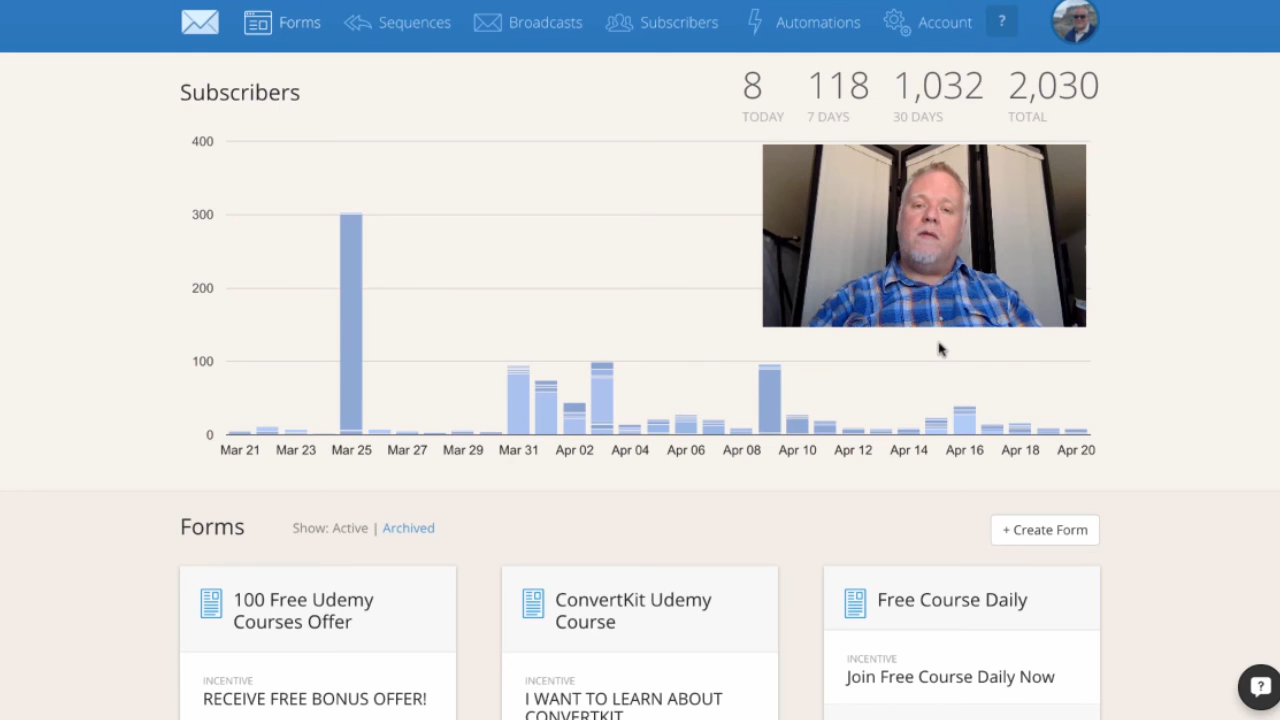 Forms Sequences Broadcasts Subscribers Automations Account ?
Subscribers
8 118 1,032 2,030
TODAY 7 DAYS 30 DAYS TOTAL
400
300
200
100
0
Mar 21 Mar 23 Mar 25 Mar 27 Mar 29 Mar 31 Apr 02 Apr 04 Apr 06 Apr 08 Apr 10 Apr 12 Apr 14 Apr 16 Apr 18 Apr 20
Forms Show: Active | Archived + Create Form
100 Free Udemy
Courses Offer
INCENTIVE
RECEIVE FREE BONUS OFFER!
ConvertKit Udemy
Course
INCENTIVE
I WANT TO LEARN ABOUT
CONVERTKIT
Free Course Daily
INCENTIVE
Join Free Course Daily Now
?